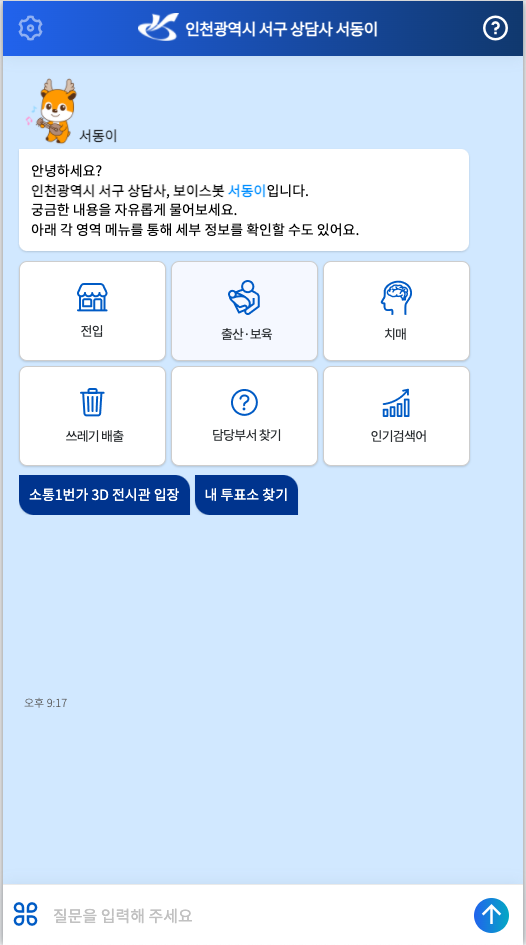 인천광역시 서구 상담사 서동이
서동이
안녕하세요?
인천광역시 서구 상담사, 보이스봇 서동이입니다.
궁금한 내용을 자유롭게 물어보세요.
아래 각 영역 메뉴를 통해 세부 정보를 확인할 수도 있어요.
전입
출산·보육
치매
쓰레기 배출
담당부서 찾기
인기검색어
소통1번가 3D 전시관 입장
내 투표소 찾기
오후 9:17
질문을 입력해 주세요